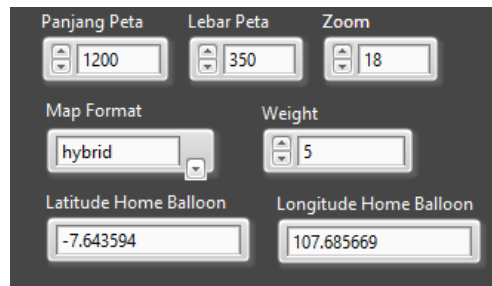 Panjang Peta Lebar Peta Zoom
1200 350 18
Map Format Weight
hybrid 5
Latitude Home Balloon Longitude Home Balloon
-7.643594 107.685669